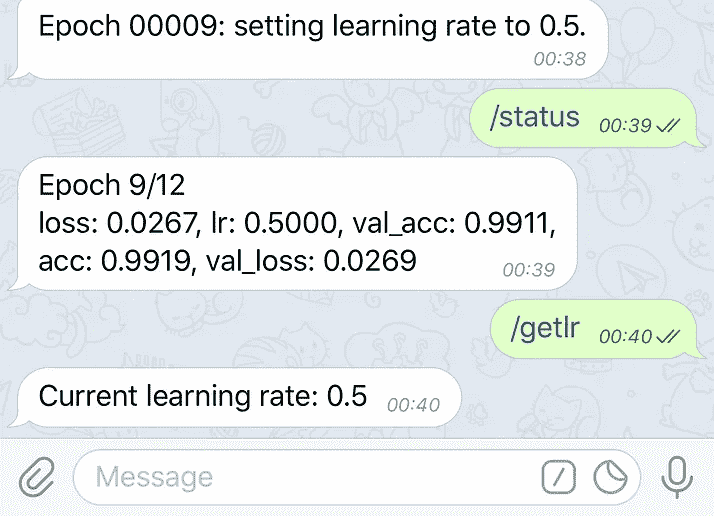 Epoch 00009: setting learning rate to 0.5.
00:38
/status 00:39
Epoch 9/12
loss: 0.0267, lr: 0.5000, val_acc: 0.9911,
acc: 0.9919, val_loss: 0.0269
00:39
/getlr 00:40
Current learning rate: 0.5 00:40
Message